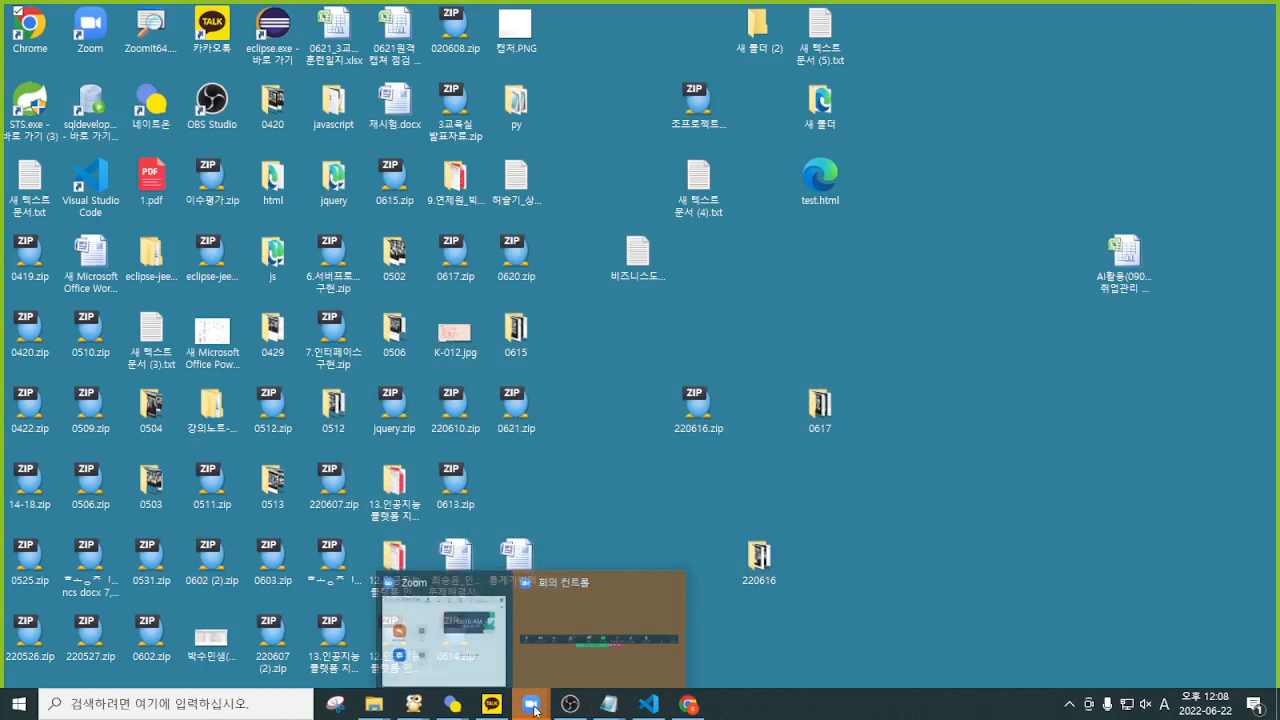 Chrome
Zoom
ZoomIt64....
카카오톡
eclipse.exe - 바로 가기
0621_3교... 훈련일지.xlsx
0621원격 캡쳐 점검 ...
020608.zip
캡처.PNG
새 폴더 (2)
새 텍스트 문서 (5).txt
STS.exe - 바로 가기 (3)
sqldevelop... - 바로 가기...
네이트온
OBS Studio
0420
javascript
재시험.docx
3교육실 발표자료.zip
py
조프로젝트...
새 폴더
새 텍스트 문서.txt
Visual Studio Code
1.pdf
이수평가.zip
html
jquery
0615.zip
9.연제원_빅...
허슬기_상...
새 텍스트 문서 (4).txt
test.html
0419.zip
새 Microsoft Office Wor...
eclipse-jee...
eclipse-jee...
js
6.서버프로... 구현.zip
0502
0617.zip
0620.zip
비즈니스도...
AI활용(090... 취업관리 ...
0420.zip
0510.zip
새 텍스트 문서 (3).txt
새 Microsoft Office Pow...
0429
7.인터페이스 구현.zip
0506
K-012.jpg
0615
0422.zip
0509.zip
0504
강의노트-...
0512.zip
0512
jquery.zip
220610.zip
0621.zip
220616.zip
0617
14-18.zip
0506.zip
0503
0511.zip
0513
220607.zip
13.인공지능 플랫폼 지...
0613.zip
0525.zip
ncs docx 7,...
0531.zip
0602 (2).zip
0603.zip
220616
Zoom
회의 컨트롤
220526.zip
220527.zip
0602.zip
박수민생(...
220607 (2).zip
13.인공지능 플랫폼 지...
0614.zip
검색하려면 여기에 입력하십시오.
A
오후 12:08
2022-06-22